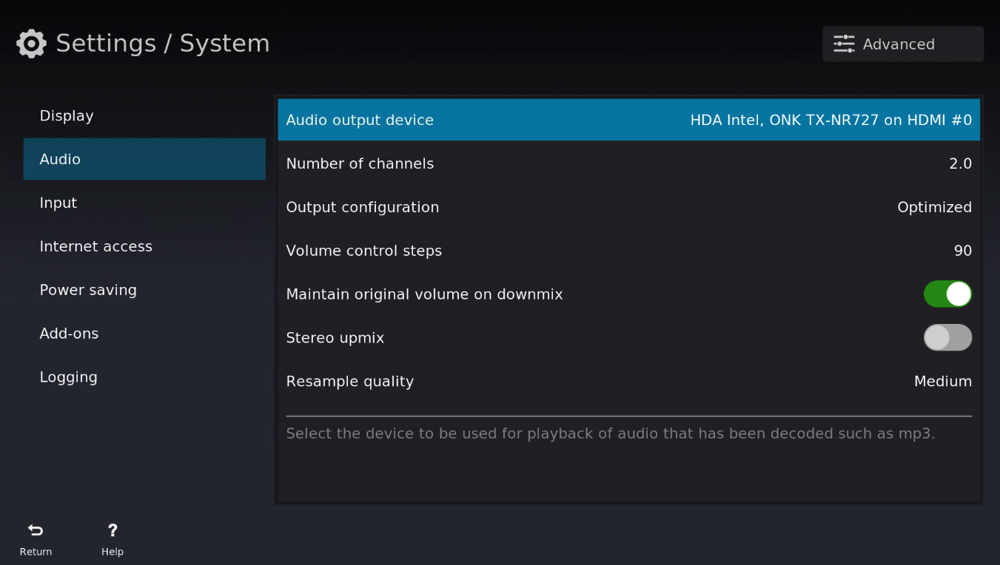 Settings / System
Advanced
Display
Audio
Input
Internet access
Power saving
Add-ons
Logging
Audio output device HDA Intel, ONK TX-NR727 on HDMI #0
Number of channels 2.0
Output configuration Optimized
Volume control steps 90
Maintain original volume on downmix
Stereo upmix
Resample quality Medium
Select the device to be used for playback of audio that has been decoded such as mp3.
? 
Return Help